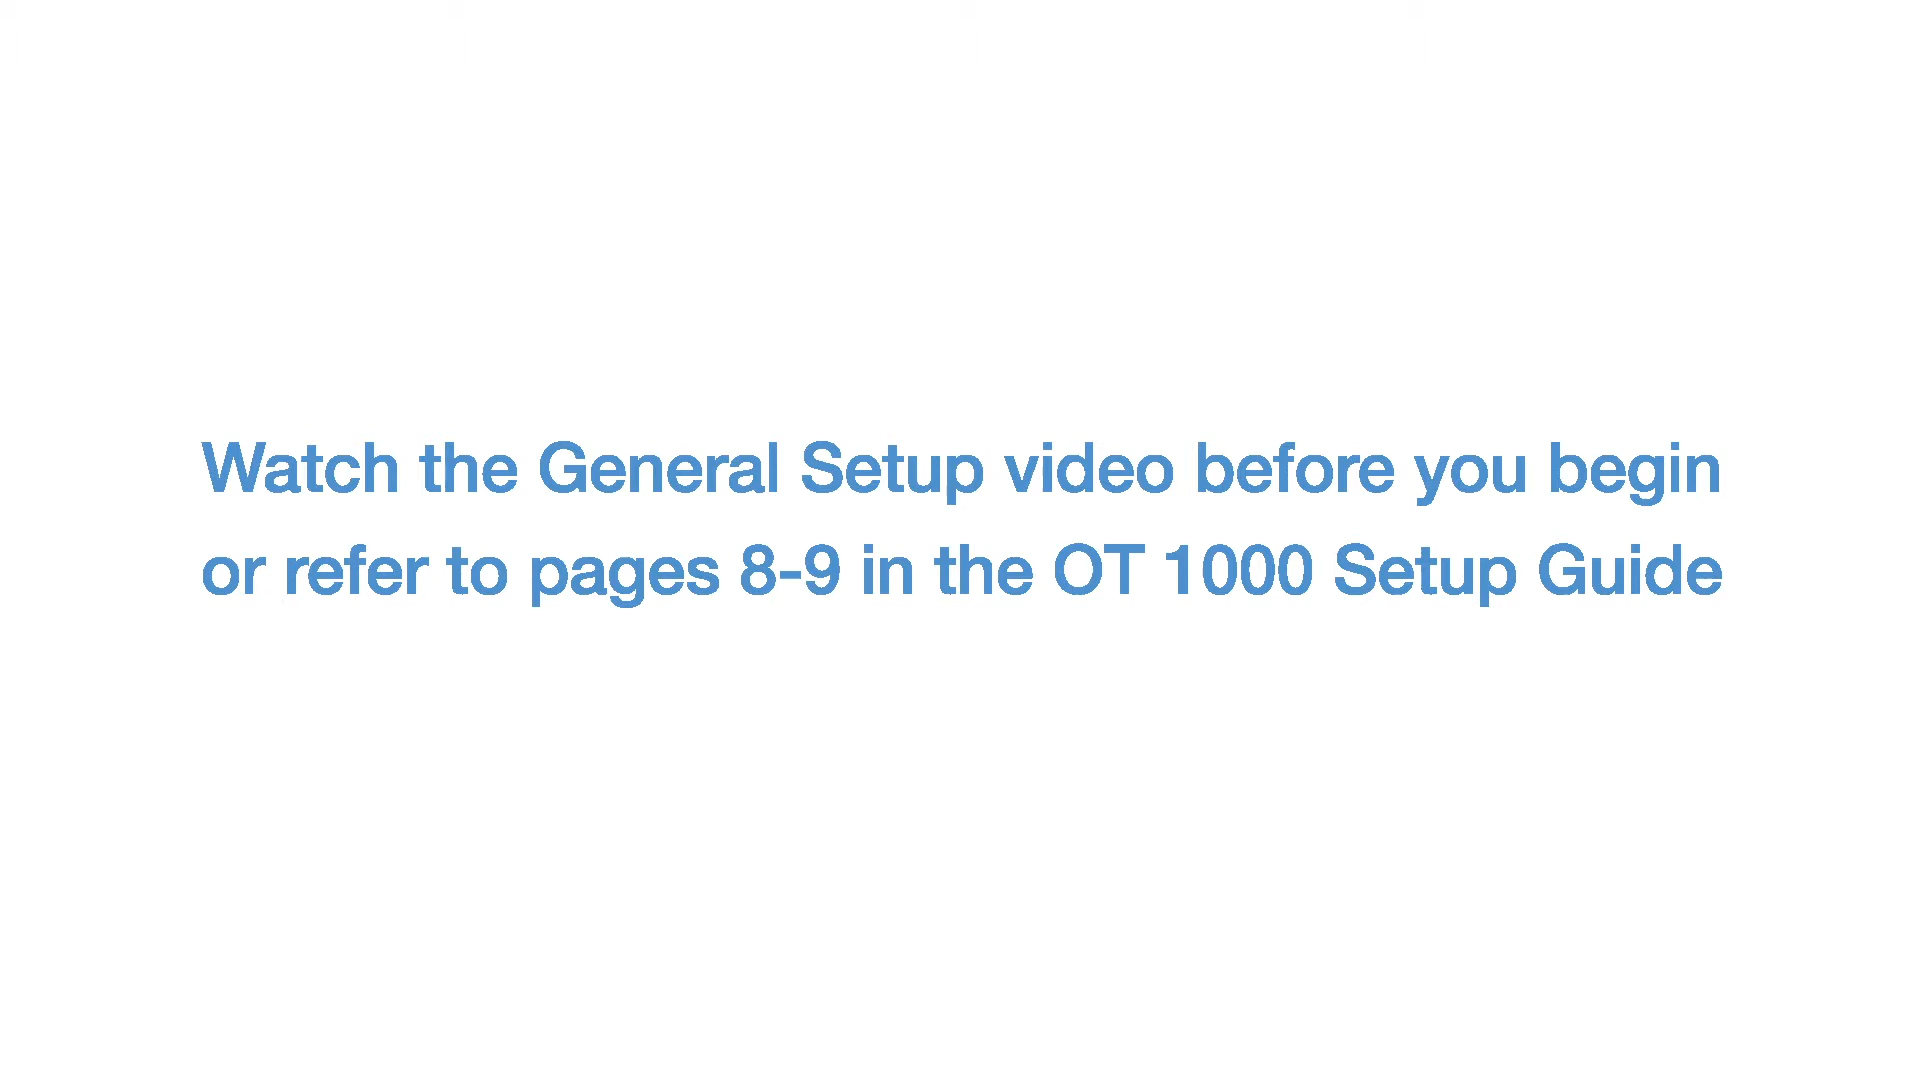 Watch the General Setup video before you begin
or refer to pages 8-9 in the OT 1000 Setup Guide